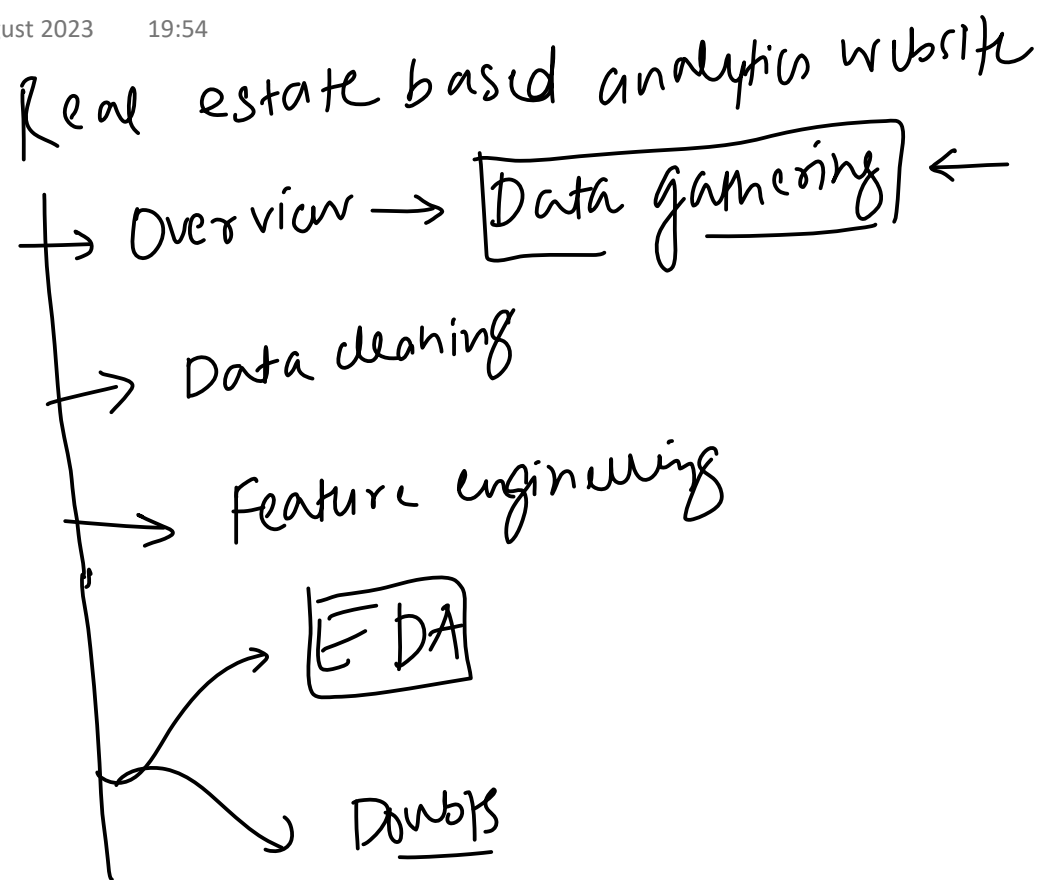 ust 2023 19:54
Real estate based analytics website
Overview → Data gathering ←
Data cleaning
Feature engineering
EDA
Doubts